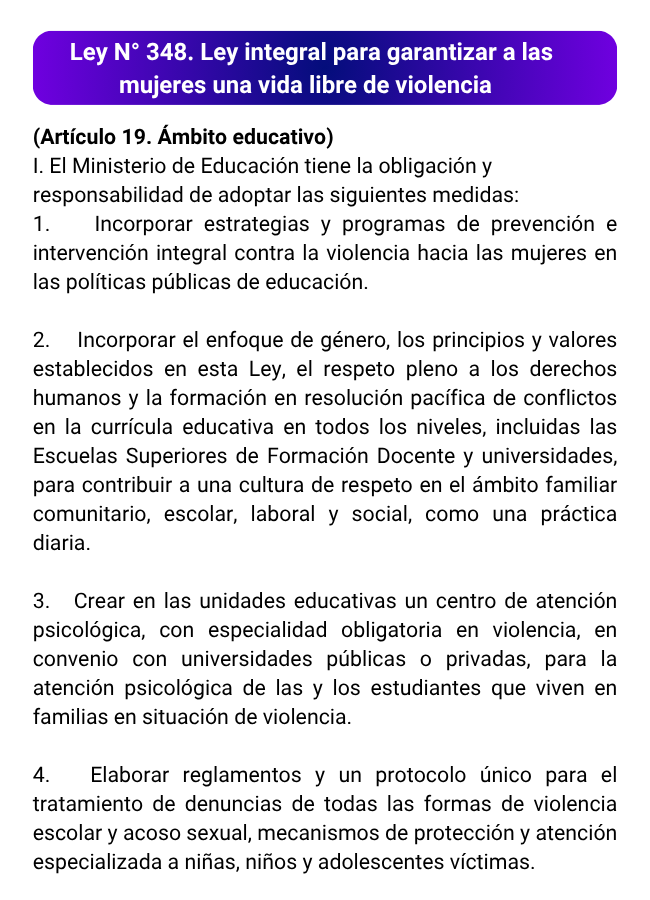 Ley N° 348. Ley integral para garantizar a las
mujeres una vida libre de violencia
(Artículo 19. Ámbito educativo)
I. El Ministerio de Educación tiene la obligación y
responsabilidad de adoptar las siguientes medidas:
1. Incorporar estrategias y programas de prevención e
intervención integral contra la violencia hacia las mujeres en
las políticas públicas de educación.
2. Incorporar el enfoque de género, los principios y valores
establecidos en esta Ley, el respeto pleno a los derechos
humanos y la formación en resolución pacífica de conflictos
en la currícula educativa en todos los niveles, incluidas las
Escuelas Superiores de Formación Docente y universidades,
para contribuir a una cultura de respeto en el ámbito familiar
comunitario, escolar, laboral y social, como una práctica
diaria.
3. Crear en las unidades educativas un centro de atención
psicológica, con especialidad obligatoria en violencia, en
convenio con universidades públicas o privadas, para la
atención psicológica de las y los estudiantes que viven en
familias en situación de violencia.
4. Elaborar reglamentos y un protocolo único para el
tratamiento de denuncias de todas las formas de violencia
escolar y acoso sexual, mecanismos de protección y atención
especializada a niñas, niños y adolescentes víctimas.